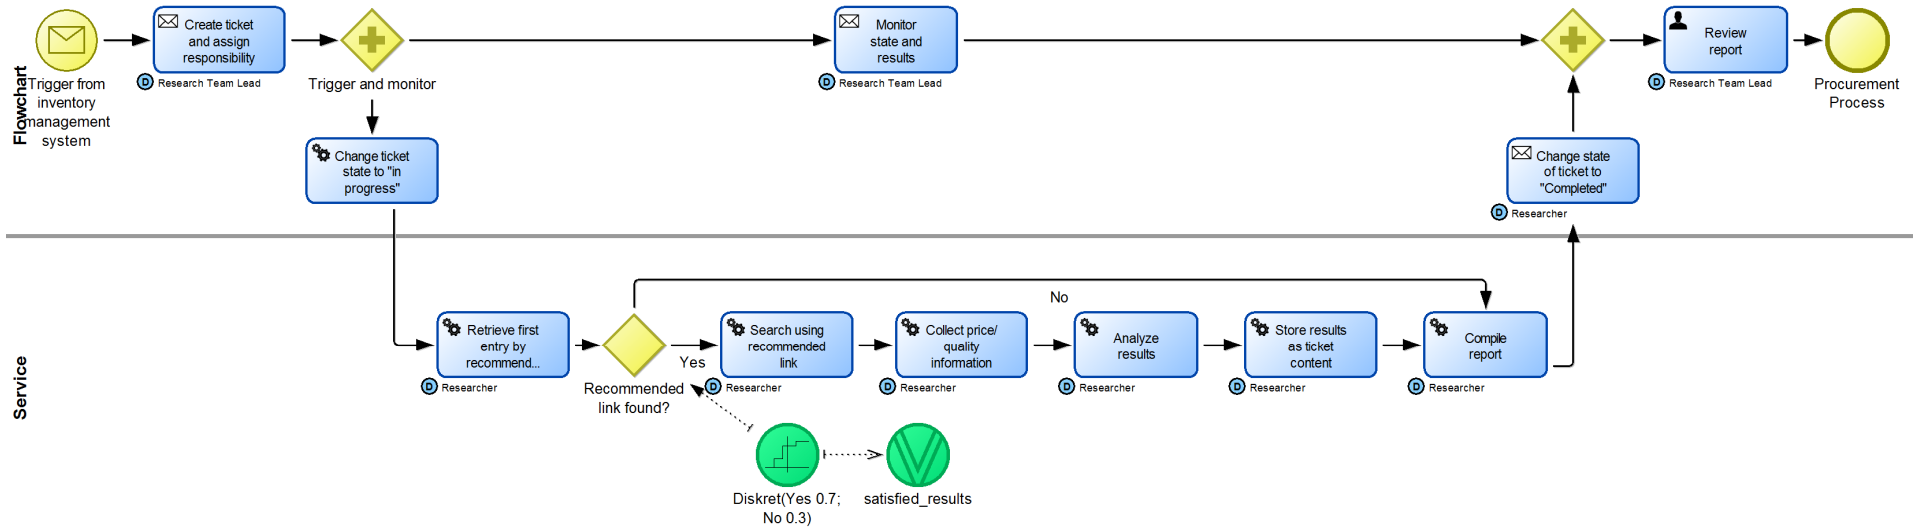 Flowchart
Trigger from
inventory
management
system
Create ticket
and assign
responsibility
D Research Team Lead
Trigger and monitor
Monitor
state and
results
D Research Team Lead
Review
report
D Research Team Lead
Procurement
Process
Change ticket
state to "in
progress"
Change state
of ticket to
"Completed"
D Researcher
Service
Retrieve first
entry by
recommend...
D Researcher
Recommended
link found?
Yes
No
Search using
recommended
link
D Researcher
Collect price/
quality
information
D Researcher
Analyze
results
D Researcher
Store results
as ticket
content
D Researcher
Compile
report
D Researcher
Diskret(Yes 0.7;
No 0.3)
satisfied_results